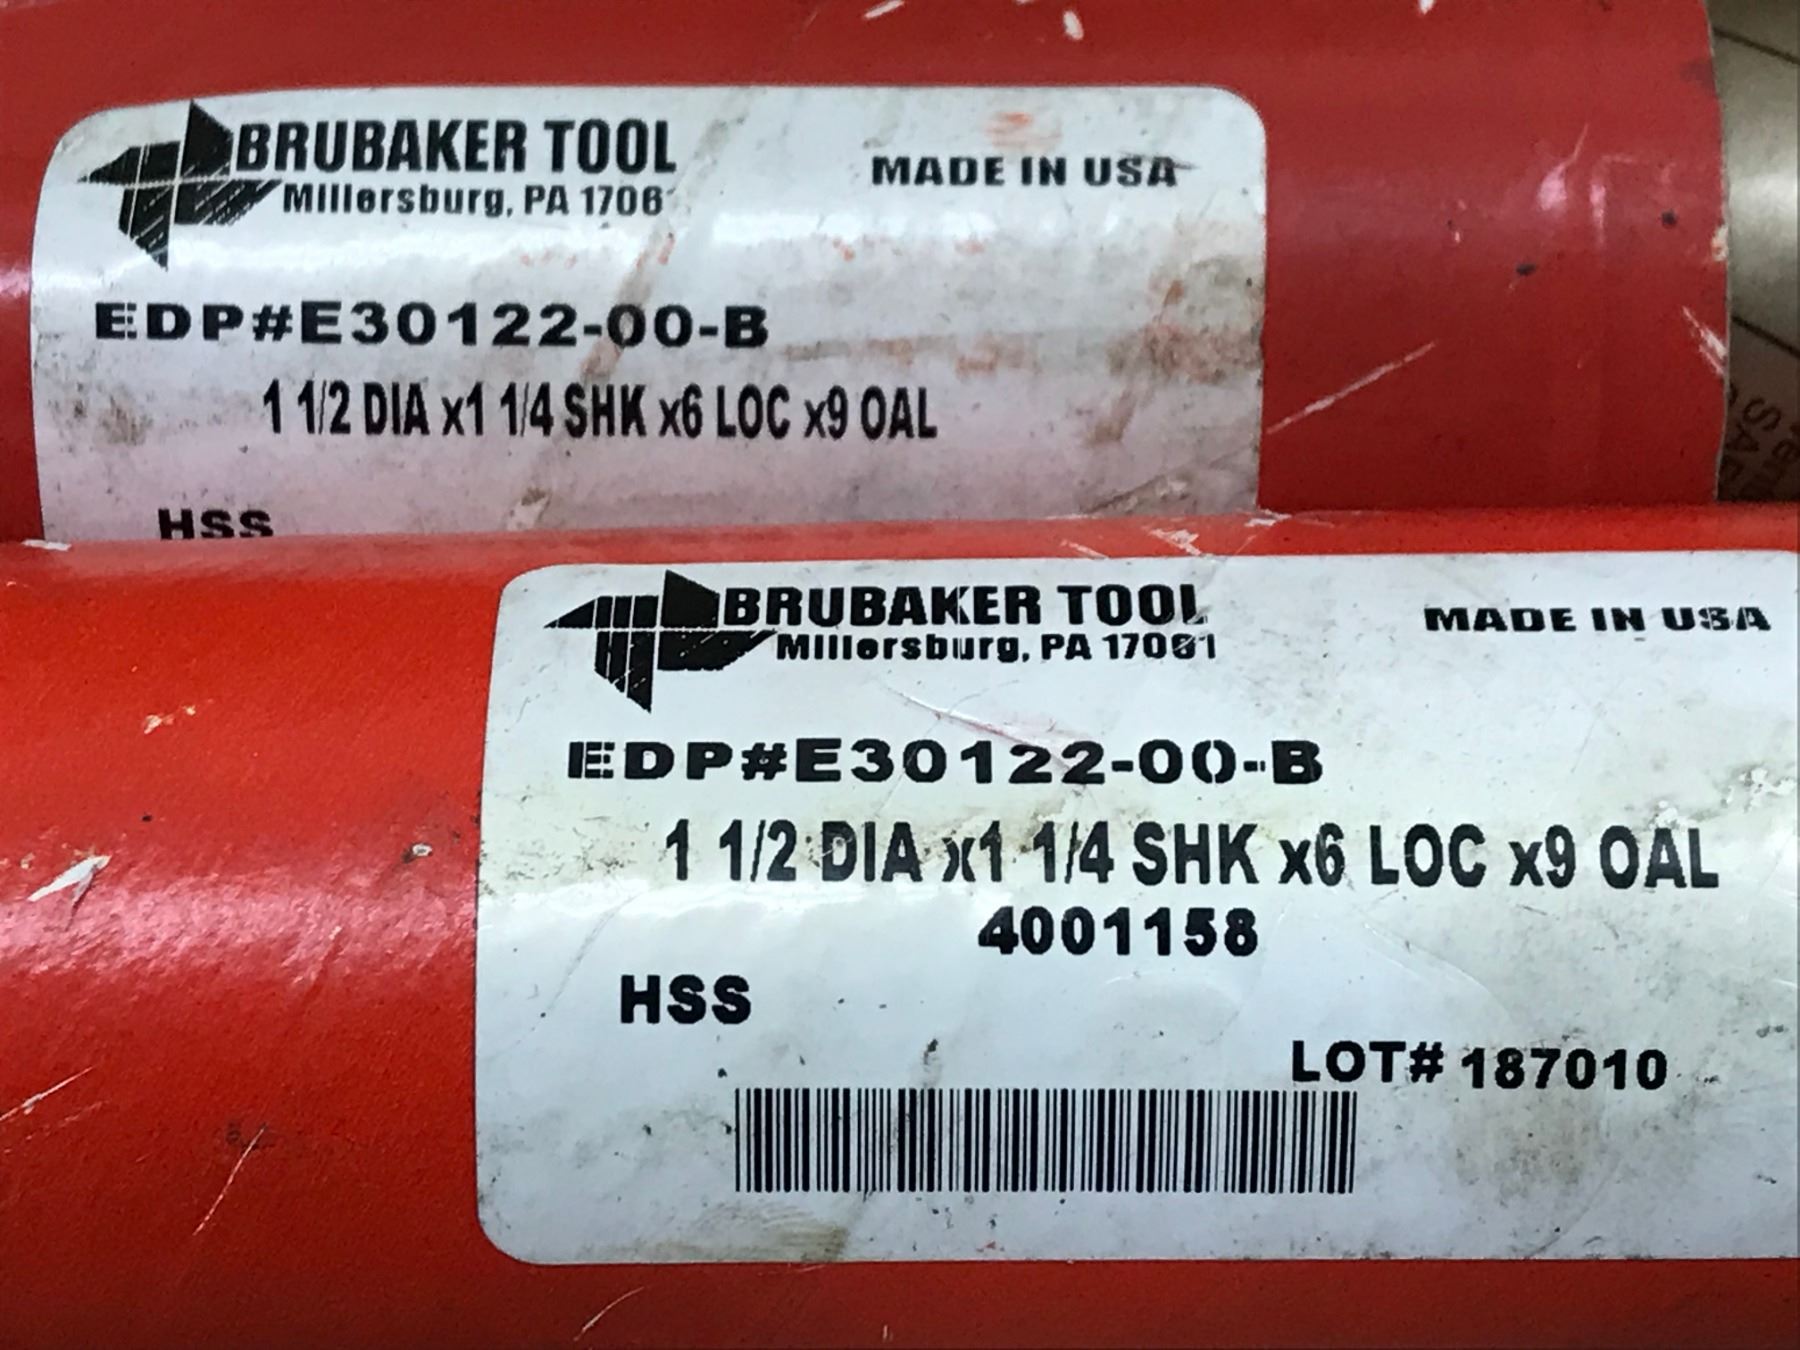 BRUBAKER TOOL
Millersburg, PA 1706
MADE IN USA
EDP#E30122-00-B
1 1/2 DIA x1 1/4 SHK x6 LOC x9 OAL
HSS
BRUBAKER TOOL
Millersburg, PA 17061
MADE IN USA
EDP#E30122-00-B
1 1/2 DIA x1 1/4 SHK x6 LOC x9 OAL
4001158
HSS
LOT# 187010